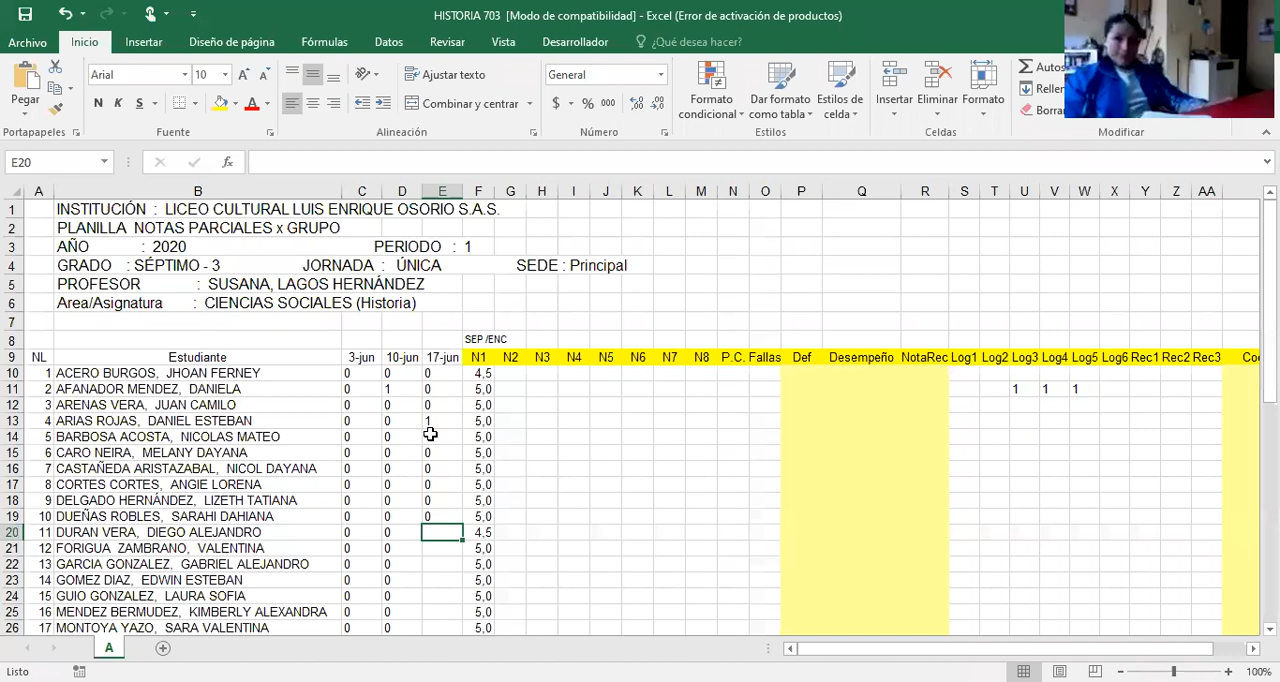 HISTORIA 703 [Modo de compatibilidad] - Excel (Error de activación de productos)
Archivo Inicio Insertar Diseño de página Fórmulas Datos Revisar Vista Desarrollador ¿Qué desea hacer?
Pegar Arial 10 Ajustar texto General Formato condicional Dar formato como tabla Estilos de celda Insertar Eliminar Formato
N K S Combinar y centrar $ % 000
Portapapeles Fuente Alineación Número Estilos Celdas Modificar
E20 fx
A B C D E F G H I J K L M N O P Q R S T U V W X Y Z AA
1 INSTITUCIÓN : LICEO CULTURAL LUIS ENRIQUE OSORIO S.A.S.
2 PLANILLA NOTAS PARCIALES x GRUPO
3 AÑO : 2020 PERIODO : 1
4 GRADO : SÉPTIMO - 3 JORNADA : ÚNICA SEDE : Principal
5 PROFESOR : SUSANA, LAGOS HERNÁNDEZ
6 Area/Asignatura : CIENCIAS SOCIALES (Historia)
7
8 SEP /ENC
9 NL Estudiante 3-jun 10-jun 17-jun N1 N2 N3 N4 N5 N6 N7 N8 P.C. Fallas Def Desempeño NotaRec Log1 Log2 Log3 Log4 Log5 Log6 Rec1 Rec2 Rec3
10 1 ACERO BURGOS, JHOAN FERNEY 0 0 0 4,5
11 2 AFANADOR MENDEZ, DANIELA 0 1 0 5,0 1 1 1
12 3 ARENAS VERA, JUAN CAMILO 0 0 0 5,0
13 4 ARIAS ROJAS, DANIEL ESTEBAN 0 0 1 5,0
14 5 BARBOSA ACOSTA, NICOLAS MATEO 0 0 0 5,0
15 6 CARO NEIRA, MELANY DAYANA 0 0 0 5,0
16 7 CASTAÑEDA ARISTAZABAL, NICOL DAYANA 0 0 0 5,0
17 8 CORTES CORTES, ANGIE LORENA 0 0 0 5,0
18 9 DELGADO HERNÁNDEZ, LIZETH TATIANA 0 0 0 5,0
19 10 DUEÑAS ROBLES, SARAHI DAHIANA 0 0 0 5,0
20 11 DURAN VERA, DIEGO ALEJANDRO 0 0 4,5
21 12 FORIGUA ZAMBRANO, VALENTINA 0 0 5,0
22 13 GARCIA GONZALEZ, GABRIEL ALEJANDRO 0 0 5,0
23 14 GOMEZ DIAZ, EDWIN ESTEBAN 0 0 5,0
24 15 GUIO GONZALEZ, LAURA SOFIA 0 0 5,0
25 16 MENDEZ BERMUDEZ, KIMBERLY ALEXANDRA 0 0 5,0
26 17 MONTOYA YAZO, SARA VALENTINA 0 0 5,0
A
Listo 100%